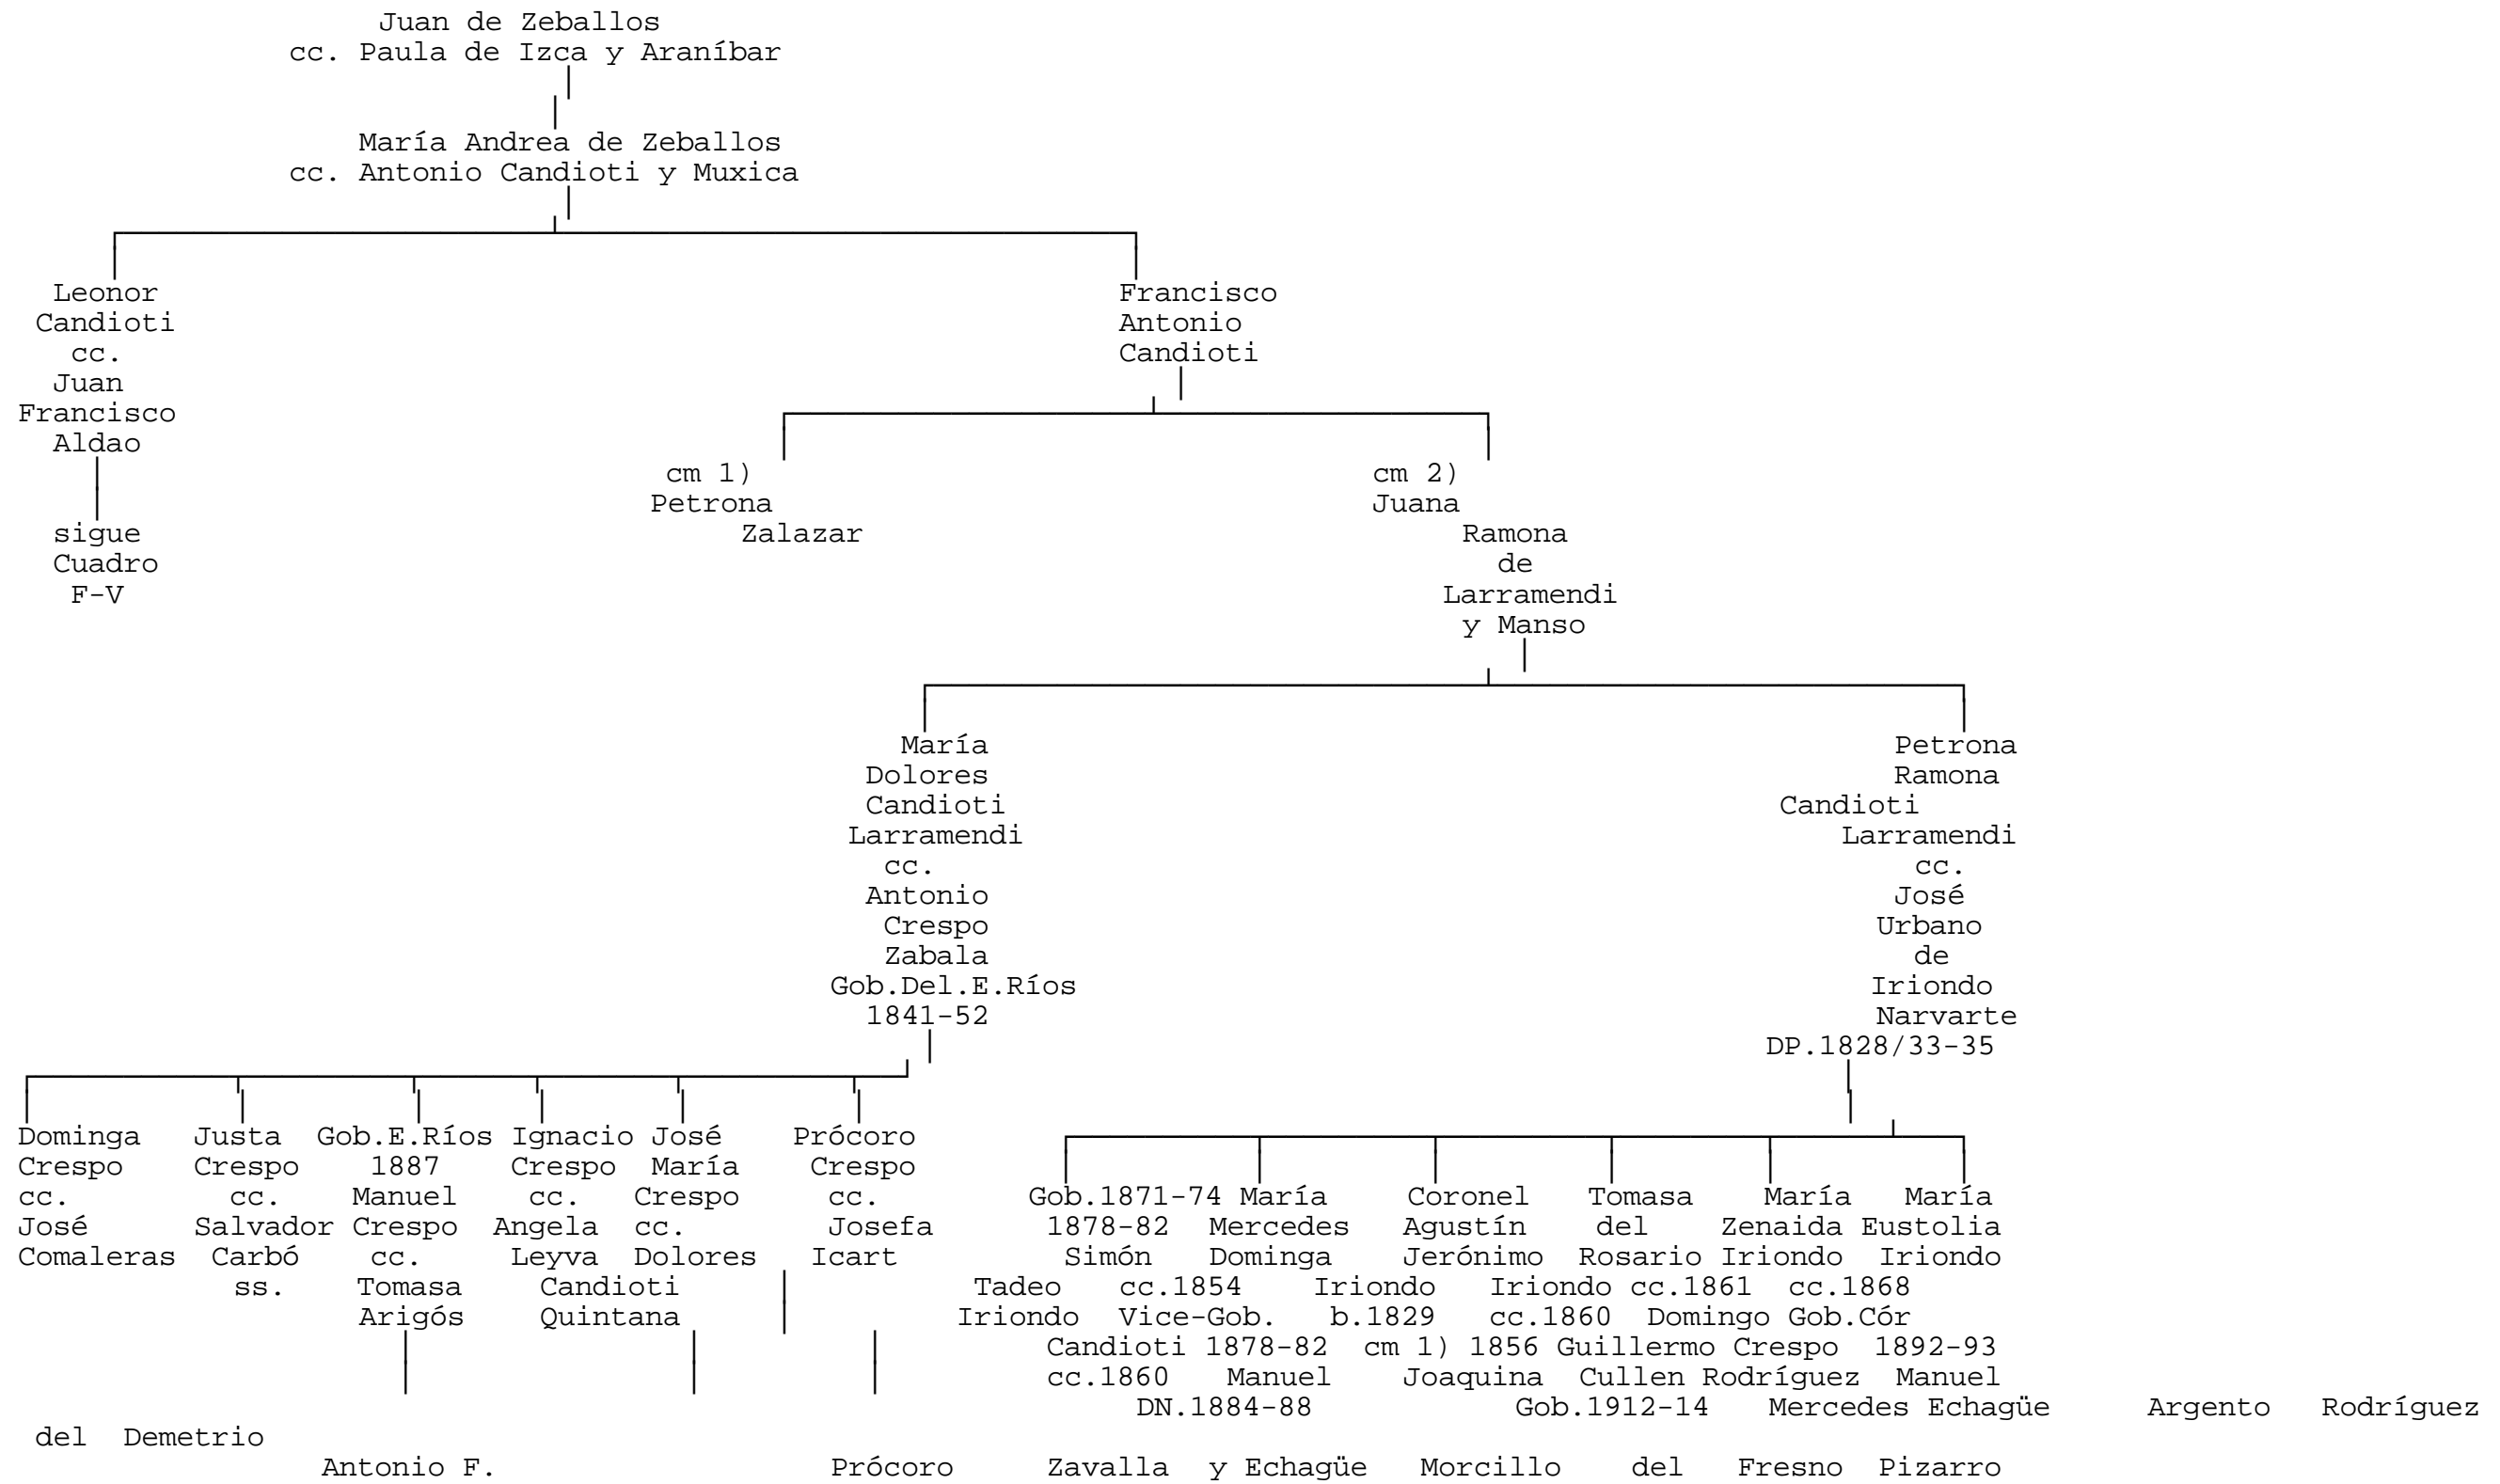 Juan de Zeballos
cc. Paula de Izca y Araníbar
María Andrea de Zeballos
cc. Antonio Candioti y Muxica
Leonor Francisco
Candioti Antonio
cc. Candioti
Juan
Francisco
Aldao
cm 1) cm 2)
Petrona Juana
sigue Zalazar Ramona
Cuadro de
F-V Larramendi
y Manso
María Petrona
Dolores Ramona
Candioti Candioti
Larramendi Larramendi
cc. cc.
Antonio José
Crespo Urbano
Zabala de
Gob.Del.E.Ríos Iriondo
1841-52 Narvarte
DP.1828/33-35
Dominga Justa Gob.E.Ríos Ignacio José Prócoro
Crespo Crespo 1887 Crespo María Crespo
cc. cc. Manuel cc. Crespo cc. Gob.1871-74 María Coronel Tomasa María María
José Salvador Crespo Angela cc. Josefa 1878-82 Mercedes Agustín del Zenaida Eustolia
Comaleras Carbó cc. Leyva Dolores Icart Simón Dominga Jerónimo Rosario Iriondo Iriondo
ss. Tomasa Candioti Tadeo cc.1854 Iriondo Iriondo cc.1861 cc.1868
Arigós Quintana Iriondo Vice-Gob. b.1829 cc.1860 Domingo Gob.Cór
Candioti 1878-82 cm 1) 1856 Guillermo Crespo 1892-93
cc.1860 Manuel Joaquina Cullen Rodríguez Manuel
DN.1884-88 Gob.1912-14 Mercedes Echagüe Argento Rodríguez
del Demetrio
Antonio F. Prócoro Zavalla y Echagüe Morcillo del Fresno Pizarro